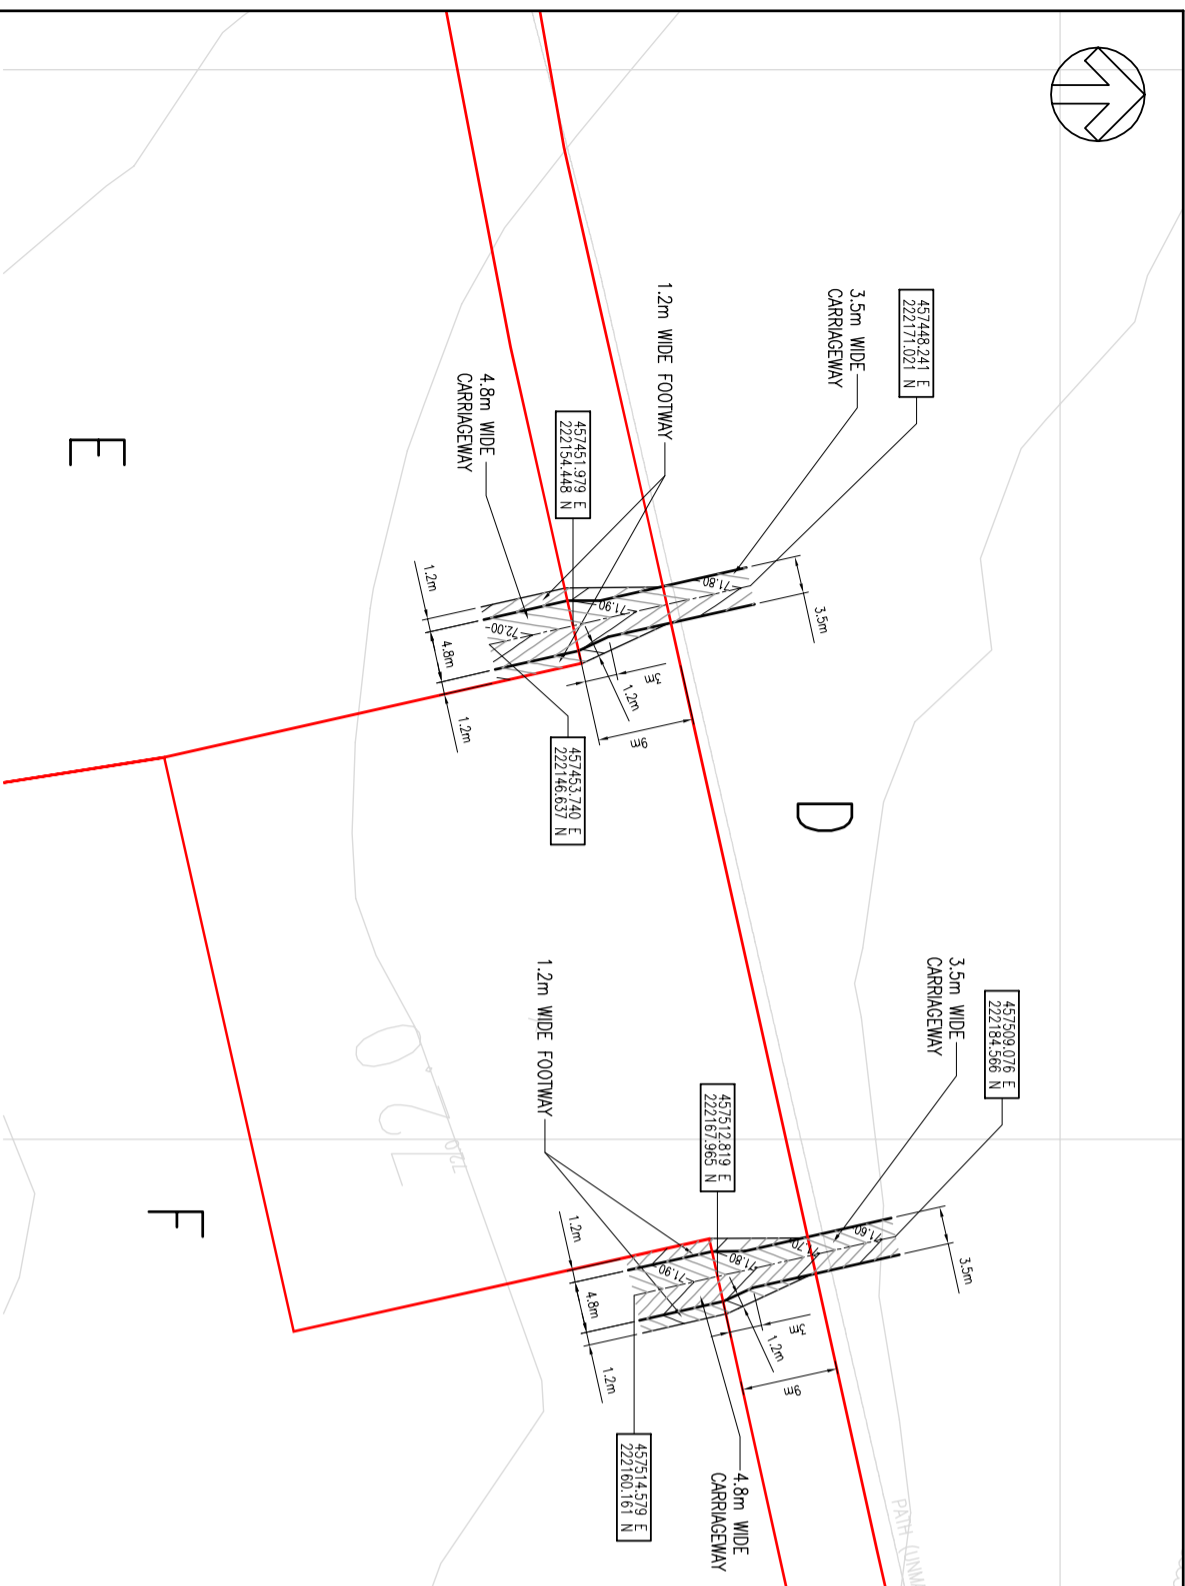 457448.241 E
222171.021 N
3.5m WIDE
CARRIAGEWAY
1.2m WIDE FOOTWAY
457451.979 E
222154.448 N
4.8m WIDE
CARRIAGEWAY
E
71.80
71.90
72.00
3.5m
1.2m
4.8m
1.2m
3m
1.2m
9m
457453.740 E
222146.637 N
D
457509.076 E
222184.566 N
3.5m WIDE
CARRIAGEWAY
1.2m WIDE FOOTWAY
457512.819 E
222167.965 N
72.0
F
71.60
71.70
71.80
71.90
3.5m
1.2m
4.8m
1.2m
3m
1.2m
9m
457514.579 E
222160.161 N
4.8m WIDE
CARRIAGEWAY
PATH